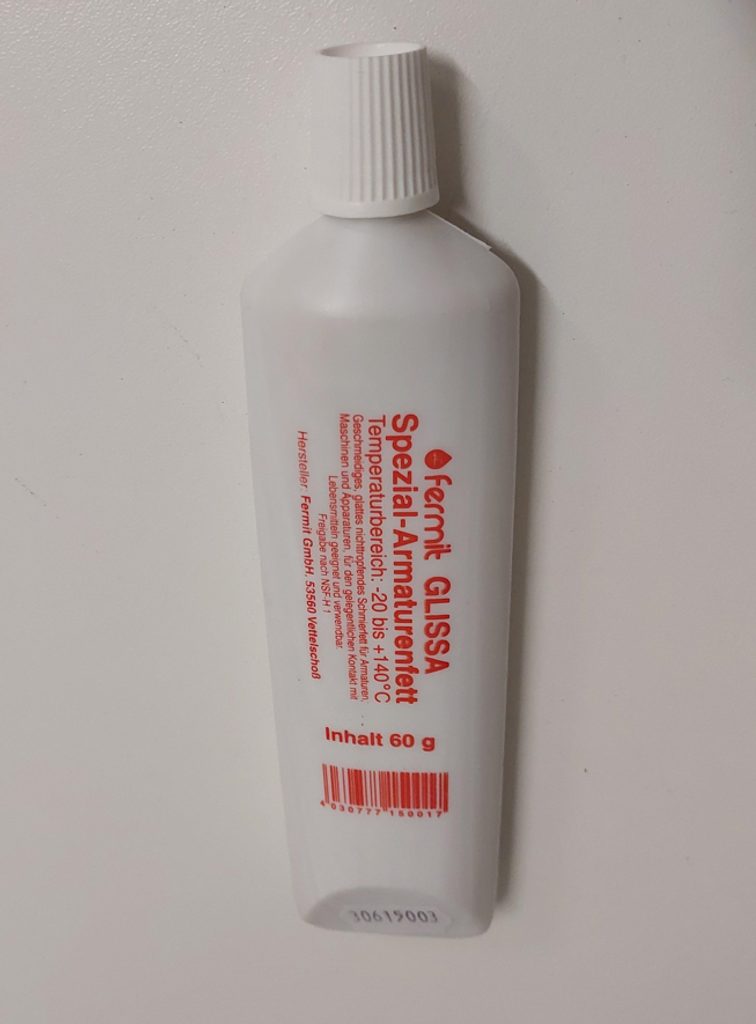 fermit GLISSA
Spezial-Armaturenfett
Temperaturbereich: -20 bis +140°C
Geschmeidiges, glattes nichttropfendes Schmierfett für Armaturen,
Maschinen und Apparaturen, für den gelegentlichen Kontakt mit
Lebensmitteln geeignet und verwendbar.
Freigabe nach NSF-H 1
Hersteller: Fermit GmbH, 53560 Vettelschoß
Inhalt 60 g
4 030777 150017
30615003